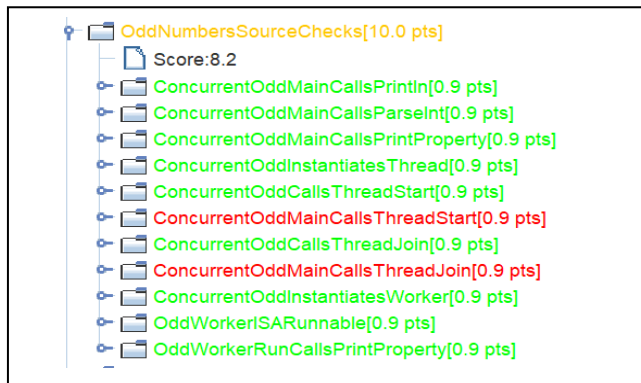 OddNumbersSourceChecks[10.0 pts]
Score:8.2
ConcurrentOddMainCallsPrintln[0.9 pts]
ConcurrentOddMainCallsParseInt[0.9 pts]
ConcurrentOddMainCallsPrintProperty[0.9 pts]
ConcurrentOddInstantiatesThread[0.9 pts]
ConcurrentOddCallsThreadStart[0.9 pts]
ConcurrentOddMainCallsThreadStart[0.9 pts]
ConcurrentOddCallsThreadJoin[0.9 pts]
ConcurrentOddMainCallsThreadJoin[0.9 pts]
ConcurrentOddInstantiatesWorker[0.9 pts]
OddWorkerISARunnable[0.9 pts]
OddWorkerRunCallsPrintProperty[0.9 pts]